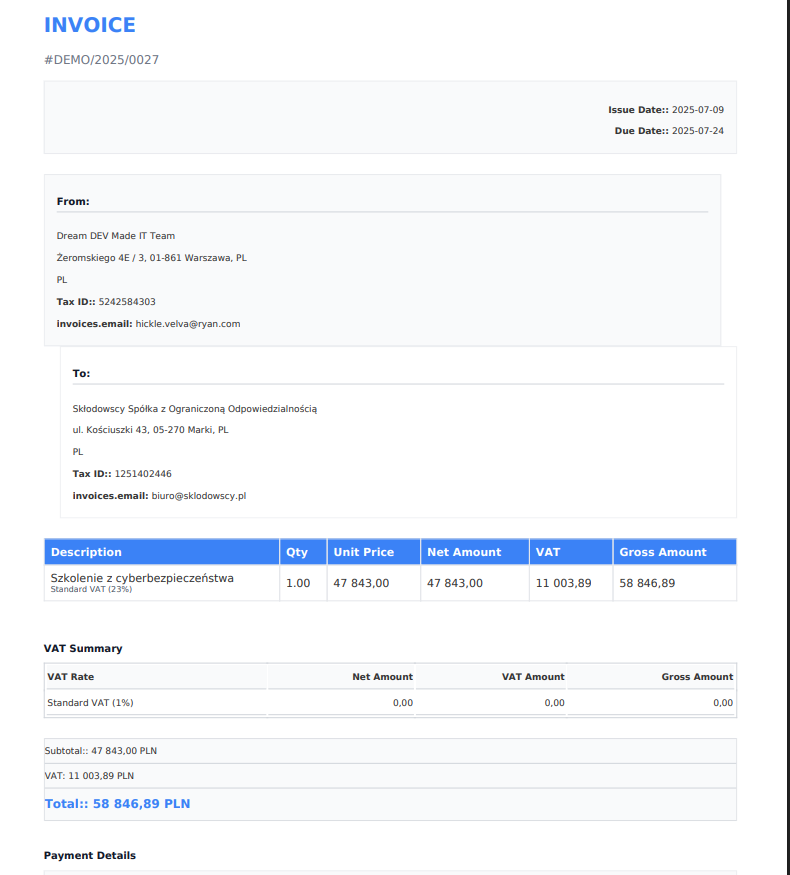 INVOICE
#DEMO/2025/0027
Issue Date:: 2025-07-09
Due Date:: 2025-07-24
From:
Dream DEV Made IT Team
Żeromskiego 4E / 3, 01-861 Warszawa, PL
PL
Tax ID:: 5242584303
invoices.email: hickle.velva@ryan.com
To:
Skłodowscy Spółka z Ograniczoną Odpowiedzialnością
ul. Kościuszki 43, 05-270 Marki, PL
PL
Tax ID:: 1251402446
invoices.email: biuro@sklodowscy.pl
Description Qty Unit Price Net Amount VAT Gross Amount
Szkolenie z cyberbezpieczeństwa 1.00 47 843,00 47 843,00 11 003,89 58 846,89
Standard VAT (23%)
VAT Summary
VAT Rate Net Amount VAT Amount Gross Amount
Standard VAT (1%) 0,00 0,00 0,00
Subtotal:: 47 843,00 PLN
VAT: 11 003,89 PLN
Total:: 58 846,89 PLN
Payment Details